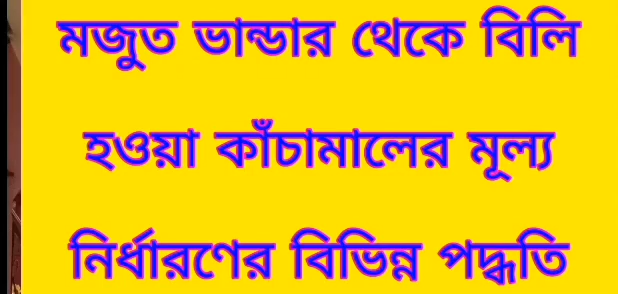 মজুত ভান্ডার থেকে বিলি
হওয়া কাঁচামালের মূল্য
নির্ধারণের বিভিন্ন পদ্ধতি